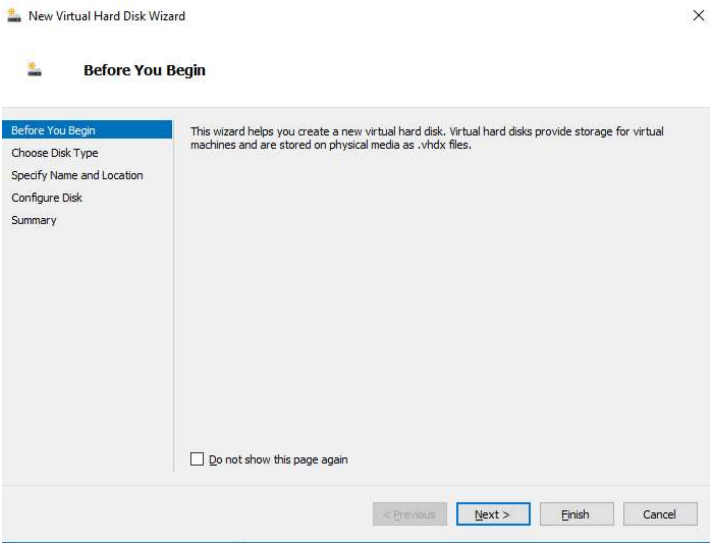 New Virtual Hard Disk Wizard
Before You Begin
Before You Begin
Choose Disk Type
Specify Name and Location
Configure Disk
Summary
This wizard helps you create a new virtual hard disk. Virtual hard disks provide storage for virtual
machines and are stored on physical media as .vhdx files.
Do not show this page again
< Previous
Next >
Finish
Cancel